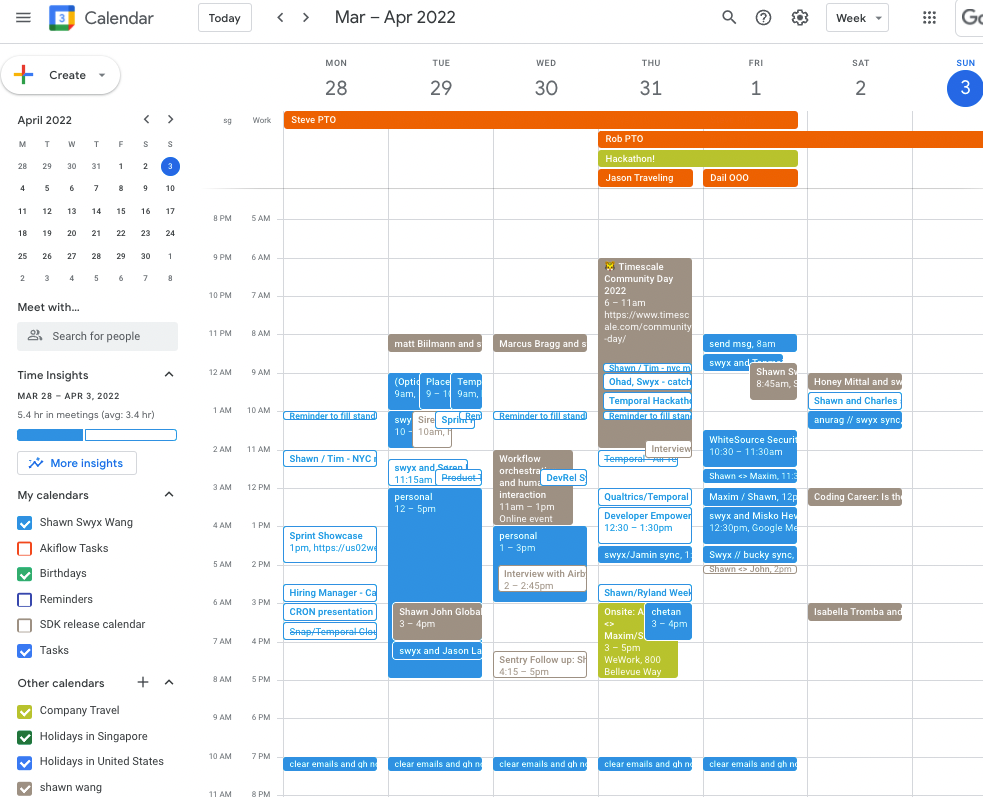 Calendar
Today
Mar – Apr 2022
Week
Create
April 2022
M T W T F S S
28 29 30 31 1 2 3
4 5 6 7 8 9 10
11 12 13 14 15 16 17
18 19 20 21 22 23 24
25 26 27 28 29 30 1
2 3 4 5 6 7 8
Meet with...
Search for people
Time Insights
MAR 28 – APR 3, 2022
5.4 hr in meetings (avg: 3.4 hr)
More insights
My calendars
Shawn Swyx Wang
Akiflow Tasks
Birthdays
Reminders
SDK release calendar
Tasks
Other calendars
Company Travel
Holidays in Singapore
Holidays in United States
shawn wang
MON TUE WED THU FRI SAT SUN
28 29 30 31 1 2 3
sg Work
Steve PTO
Rob PTO
Hackathon!
Jason Traveling
Dail OOO
8 PM 5 AM
9 PM 6 AM
10 PM 7 AM
11 PM 8 AM
12 AM 9 AM
1 AM 10 AM
2 AM 11 AM
3 AM 12 PM
4 AM 1 PM
5 AM 2 PM
6 AM 3 PM
7 AM 4 PM
8 AM 5 PM
9 AM 6 PM
10 AM 7 PM
11 AM 8 PM
Reminder to fill stand
Shawn / Tim - NYC
Sprint Showcase
1pm, https://us02we
Hiring Manager - Ca
CRON presentation
Snap/Temporal Clou
clear emails and gh no
matt Biilmann and s
(Optic
9am,
Place
9 – 10
Temp
9am,
swy
10 –
Sire
10am,
Sprint
swyx and Søren
11:15am
Product T
personal
12 – 5pm
Shawn John Global
3 – 4pm
swyx and Jason La
clear emails and gh no
Marcus Bragg and s
Reminder to fill stand
Workflow
orchestrat
and human
interaction
11am – 1pm
Online event
DevRel Sy
personal
1 – 3pm
Interview with Airb
2 – 2:45pm
Sentry Follow up: Sh
4:15 – 5pm
clear emails and gh no
Timescale
Community Day
2022
6 – 11am
https://www.timesc
ale.com/community
-day/
Shawn / Tim - nyc m
Ohad, Swyx - catch
Temporal Hackatho
Reminder to fill stand
Interview
Qualtrics/Temporal
Developer Empower
12:30 – 1:30pm
swyx/Jamin sync, 1:
Shawn/Ryland Week
Onsite: A
<>
Maxim/S
3 – 5pm
WeWork, 800
Bellevue Way
chetan
3 – 4pm
clear emails and gh no
send msg, 8am
swyx and
Shawn Sw
8:45am, S
WhiteSource Securit
10:30 – 11:30am
Shawn <> Maxim, 11:3
Maxim / Shawn, 12p
swyx and Misko Hev
12:30pm, Google Me
Swyx // bucky sync,
Shawn <> John, 2pm
clear emails and gh no
Honey Mittal and sw
Shawn and Charles
anurag // swyx sync,
Coding Career: Is the
Isabella Tromba and